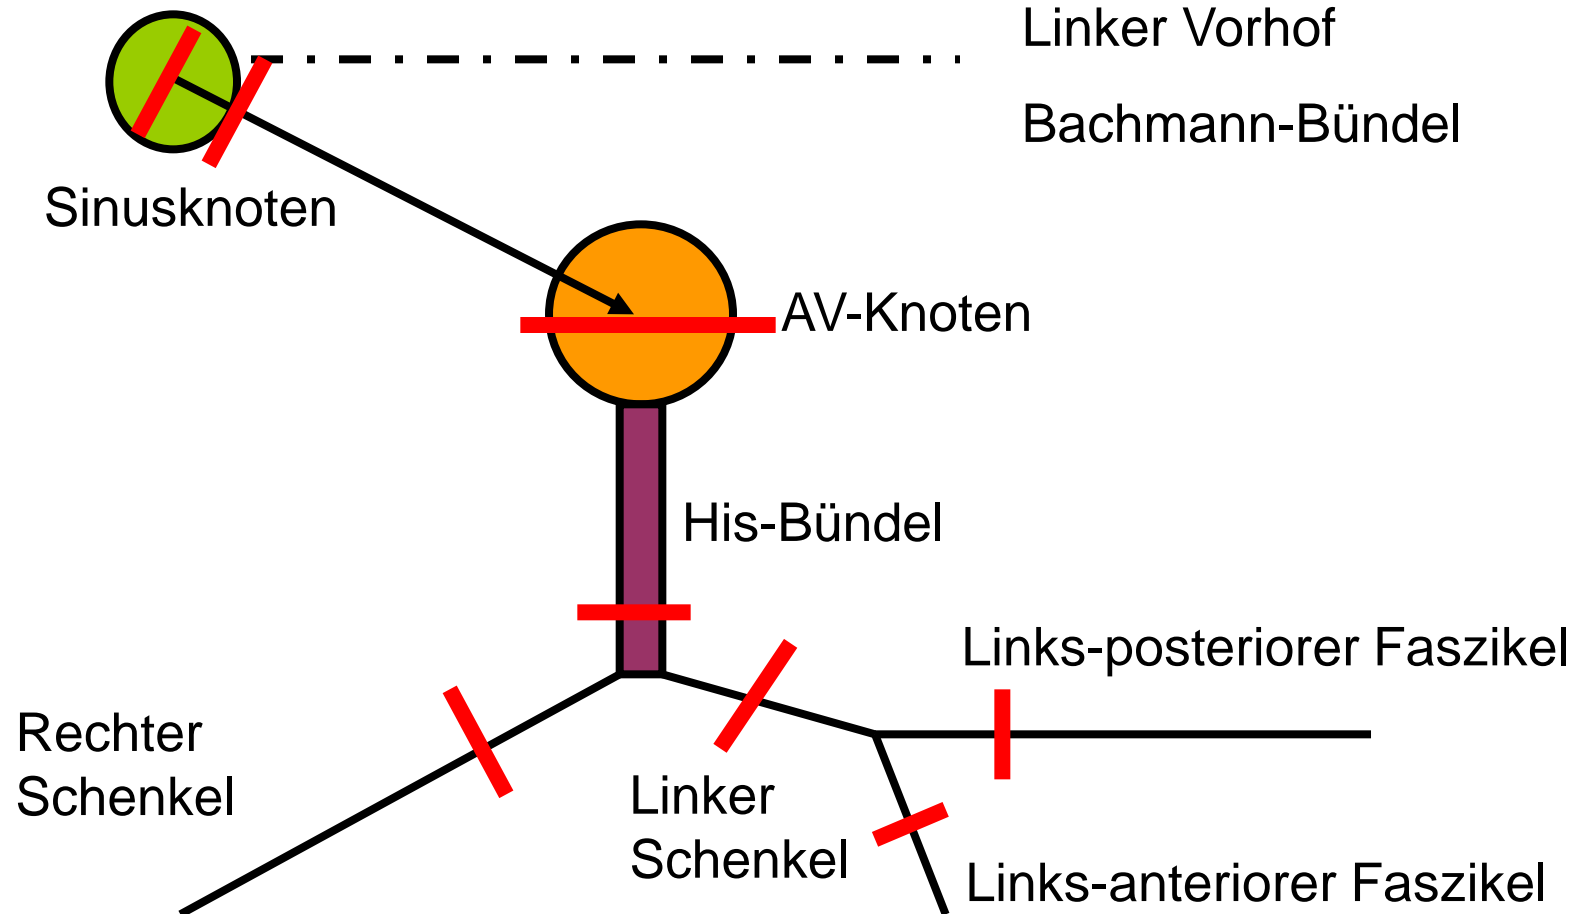 Linker Vorhof
Bachmann-Bündel
Sinusknoten
AV-Knoten
His-Bündel
Links-posteriorer Faszikel
Rechter
Schenkel
Linker
Schenkel
Links-anteriorer Faszikel